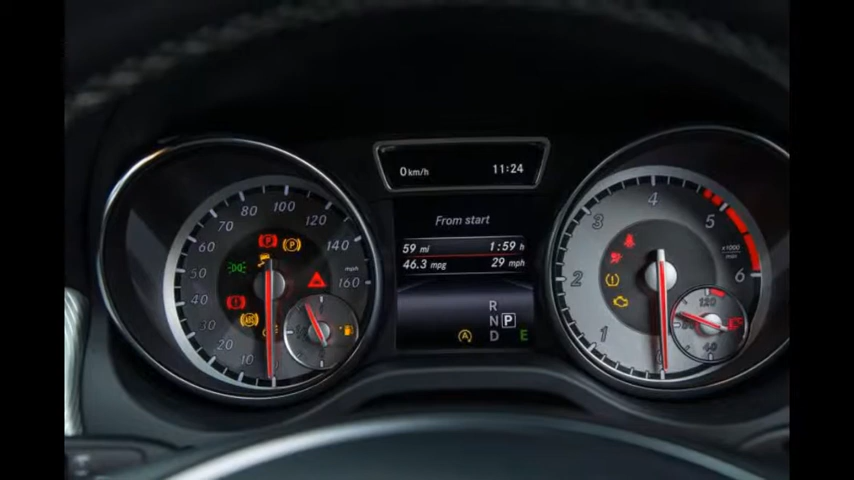 0 km/h 11:24
From start
59 mi 1:59 h
46.3 mpg 29 mph
R
N P
D E
10
20
30
40
50
60
70
80
100
120
140
160
mph
ABS
1
2
3
4
5
6
x1000
min
120
40